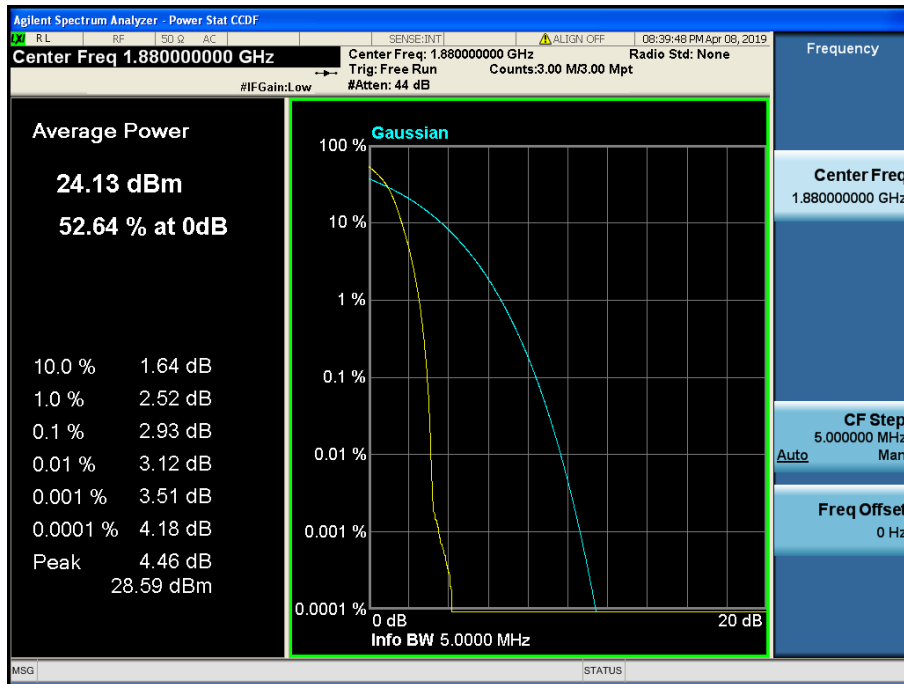 Agilent Spectrum Analyzer - Power Stat CCDF
LXI RL RF 50 Ω AC SENSE:INT ALIGN OFF 08:39:48 PM Apr 08, 2019
Center Freq 1.880000000 GHz
Center Freq: 1.880000000 GHz Radio Std: None
Trig: Free Run Counts:3.00 M/3.00 Mpt
#IFGain:Low #Atten: 44 dB
Average Power
24.13 dBm
52.64 % at 0dB
10.0 % 1.64 dB
1.0 % 2.52 dB
0.1 % 2.93 dB
0.01 % 3.12 dB
0.001 % 3.51 dB
0.0001 % 4.18 dB
Peak 4.46 dB
28.59 dBm
Gaussian
100 %
10 %
1 %
0.1 %
0.01 %
0.001 %
0.0001 %
0 dB 20 dB
Info BW 5.0000 MHz
Frequency
Center Freq
1.880000000 GHz
CF Step
5.000000 MHz
Auto Man
Freq Offset
0 Hz
MSG STATUS